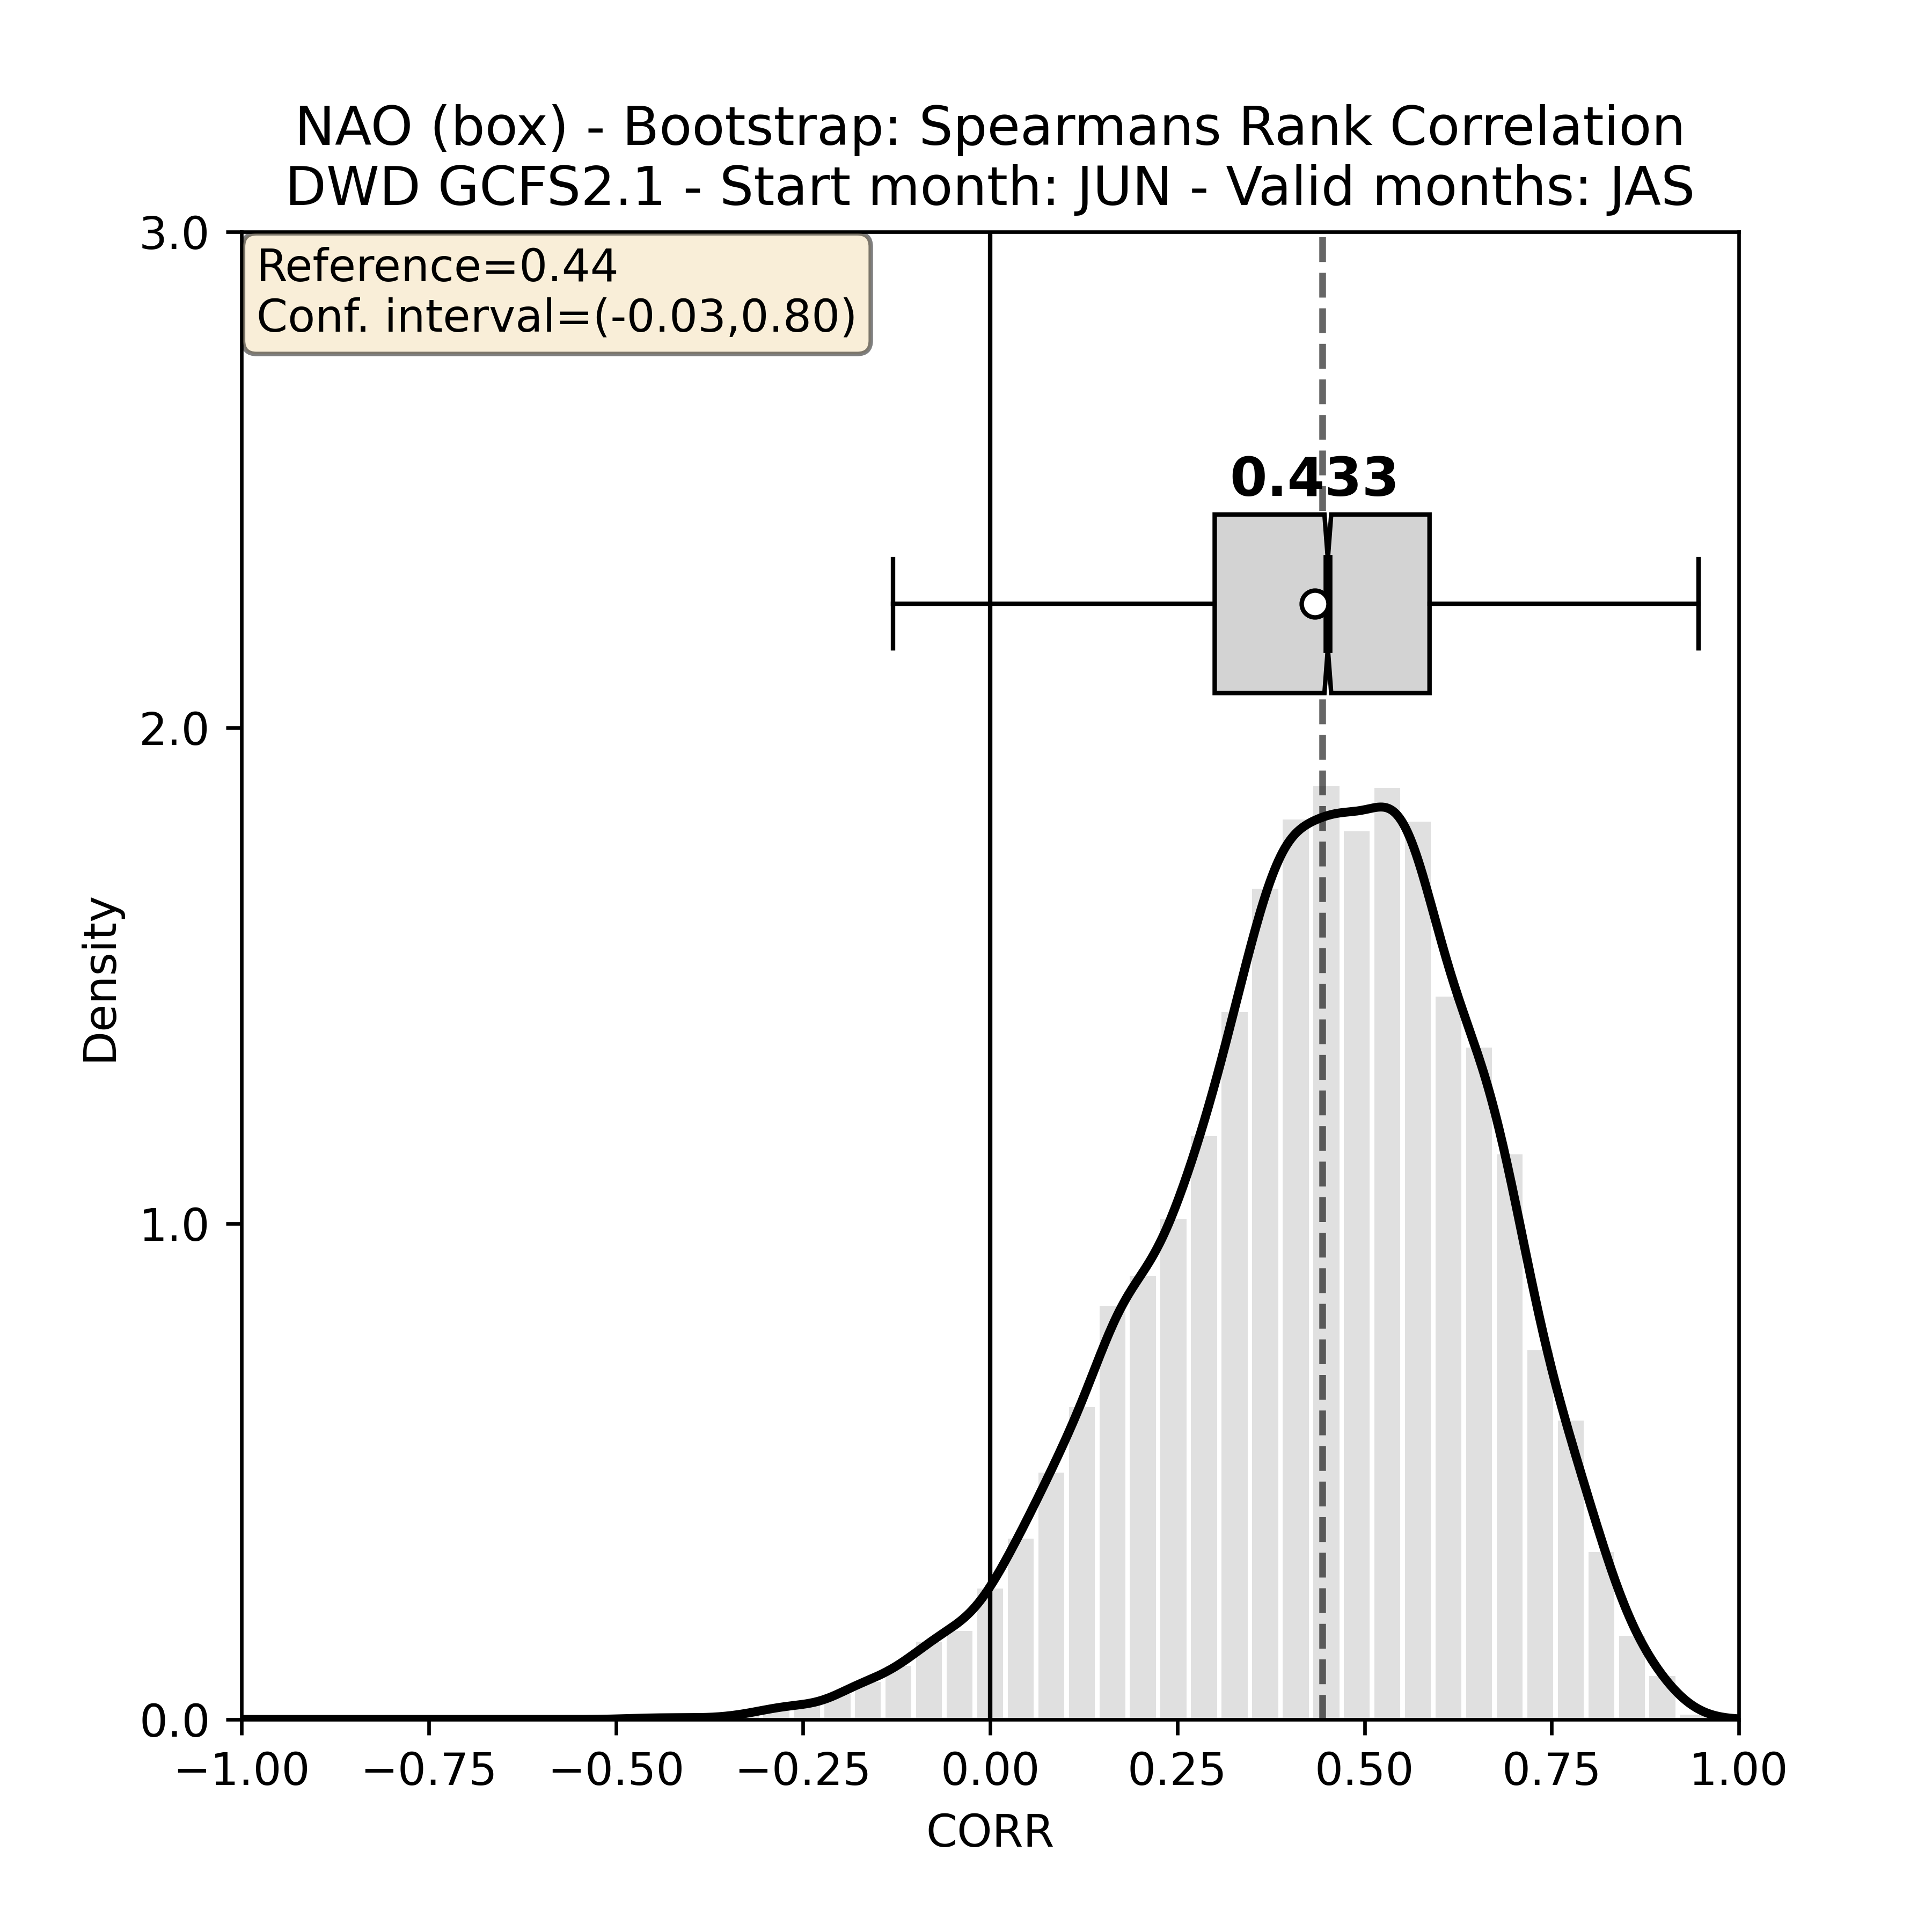 NAO (box) - Bootstrap: Spearmans Rank Correlation
DWD GCFS2.1 - Start month: JUN - Valid months: JAS
3.0
Reference=0.44
Conf. interval=(-0.03,0.80)
0.433
2.0
Density
1.0
0.0
−1.00 −0.75 −0.50 −0.25 0.00 0.25 0.50 0.75 1.00
CORR